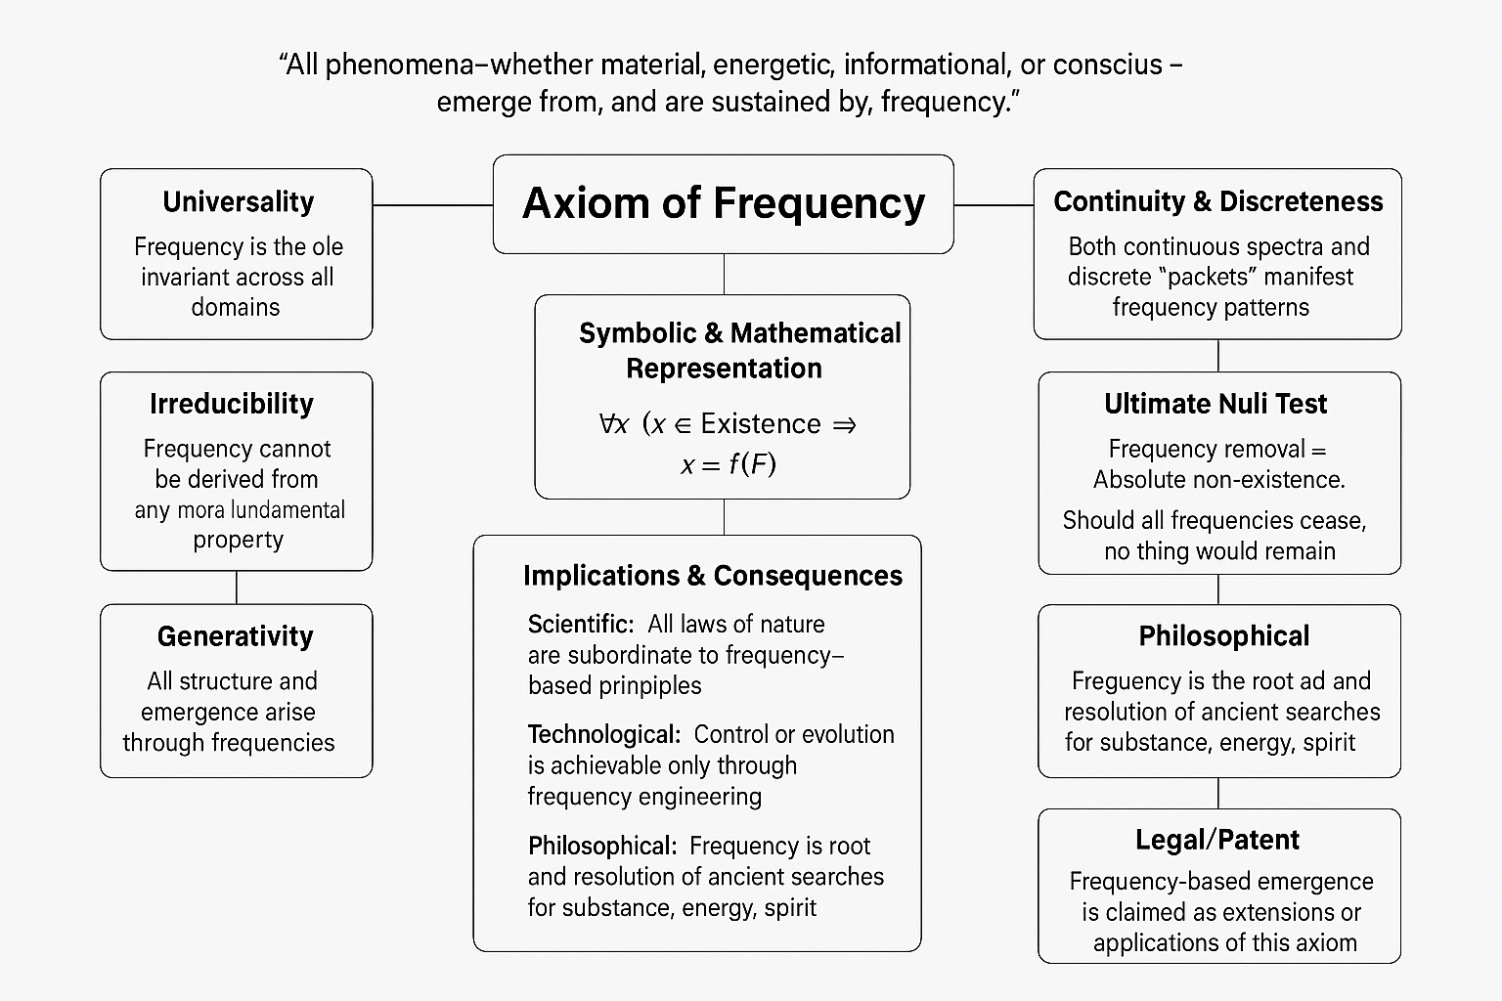 “All phenomena–whether material, energetic, informational, or conscius –
emerge from, and are sustained by, frequency.”
Axiom of Frequency
Universality
Frequency is the ole
invariant across all
domains
Irreducibility
Frequency cannot
be derived from
any mora lundamental
property
Generativity
All structure and
emergence arise
through frequencies
Symbolic & Mathematical
Representation
∀x (x ∈ Existence ⇒
x = f(F)
Implications & Consequences
Scientific: All laws of nature
are subordinate to frequency–
based prinpiples
Technological: Control or evolution
is achievable only through
frequency engineering
Philosophical: Frequency is root
and resolution of ancient searches
for substance, energy, spirit
Continuity & Discreteness
Both continuous spectra and
discrete “packets” manifest
frequency patterns
Ultimate Nuli Test
Frequency removal =
Absolute non-existence.
Should all frequencies cease,
no thing would remain
Philosophical
Freguency is the root ad and
resolution of ancient searches
for substance, energy, spirit
Legal/Patent
Frequency-based emergence
is claimed as extensions or
applications of this axiom